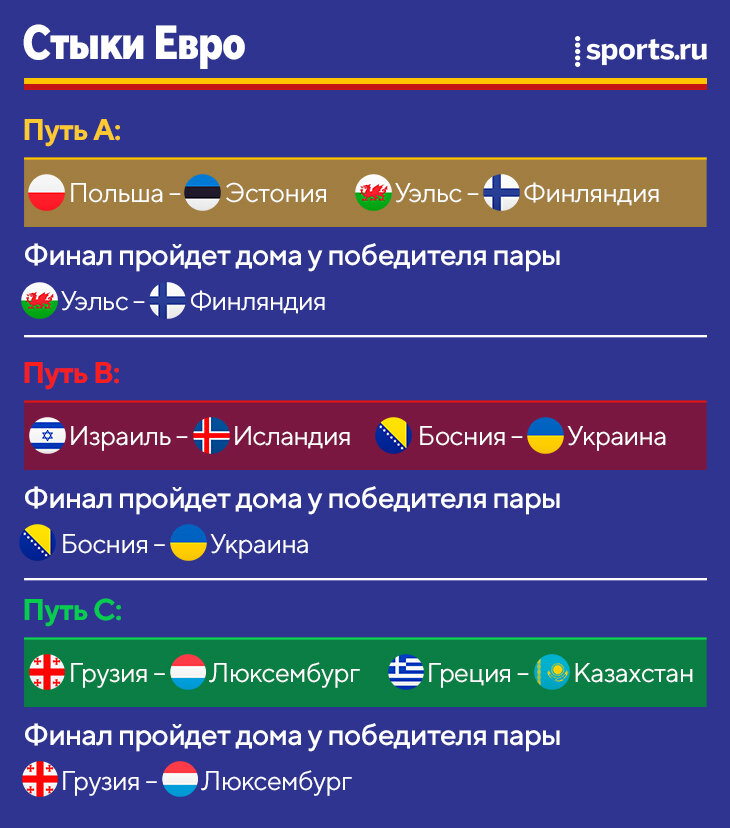 Стыки Евро
sports.ru
Путь A:
Польша – Эстония Уэльс – Финляндия
Финал пройдет дома у победителя пары
Уэльс – Финляндия
Путь B:
Израиль – Исландия Босния – Украина
Финал пройдет дома у победителя пары
Босния – Украина
Путь C:
Грузия – Люксембург Греция – Казахстан
Финал пройдет дома у победителя пары
Грузия – Люксембург